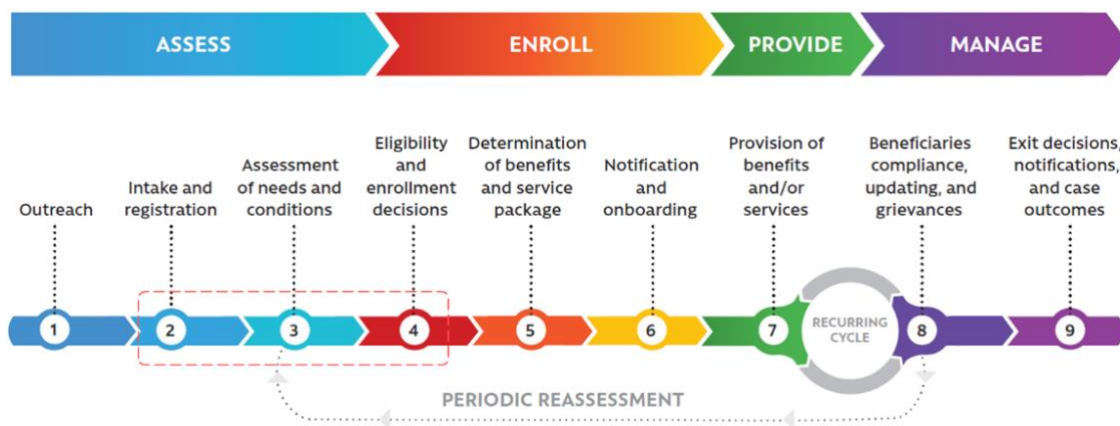 ASSESS
ENROLL
PROVIDE
MANAGE
Outreach
Intake and
registration
Assessment
of needs and
conditions
Eligibility
and
enrollment
decisions
Determination
of benefits
and service
package
Notification
and
onboarding
Provision of
benefits
and/or
services
Beneficiaries
compliance,
updating, and
grievances
Exit decisions,
notifications,
and case
outcomes
1
2
3
4
5
6
7
RECURRING
CYCLE
8
9
PERIODIC REASSESSMENT